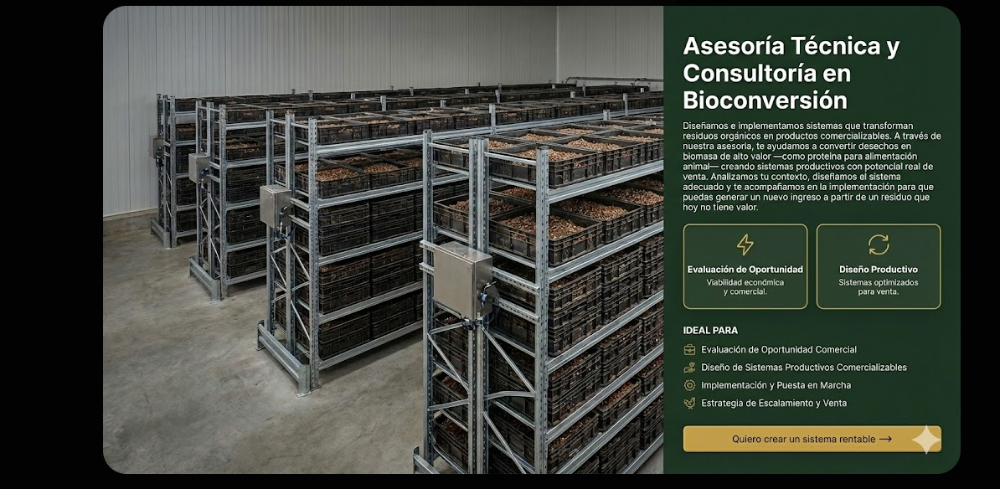 Asesoría Técnica y
Consultoría en
Bioconversión
Diseñamos e implementamos sistemas que transforman
residuos orgánicos en productos comercializables. A través de
nuestra asesoria, te ayudamos a convertir desechos en
biomasa de alto valor —como proteina para alimentación
animal— creando sistemas productivos con potencial real de
venta. Analizamos tu contexto, diseñamos el sistema
adecuado y te acompañamos en la implementación para que
puedas generar un nuevo ingreso a partir de un residuo que
hoy no tiene valor.
Evaluación de Oportunidad
Viabilidad económica
y comercial.
Diseño Productivo
Sistemas optimizados
para venta.
IDEAL PARA
Evaluación de Oportunidad Comercial
Diseño de Sistemas Productivos Comercializables
Implementación y Puesta en Marcha
Estrategia de Escalamiento y Venta
Quiero crear un sistema rentable →